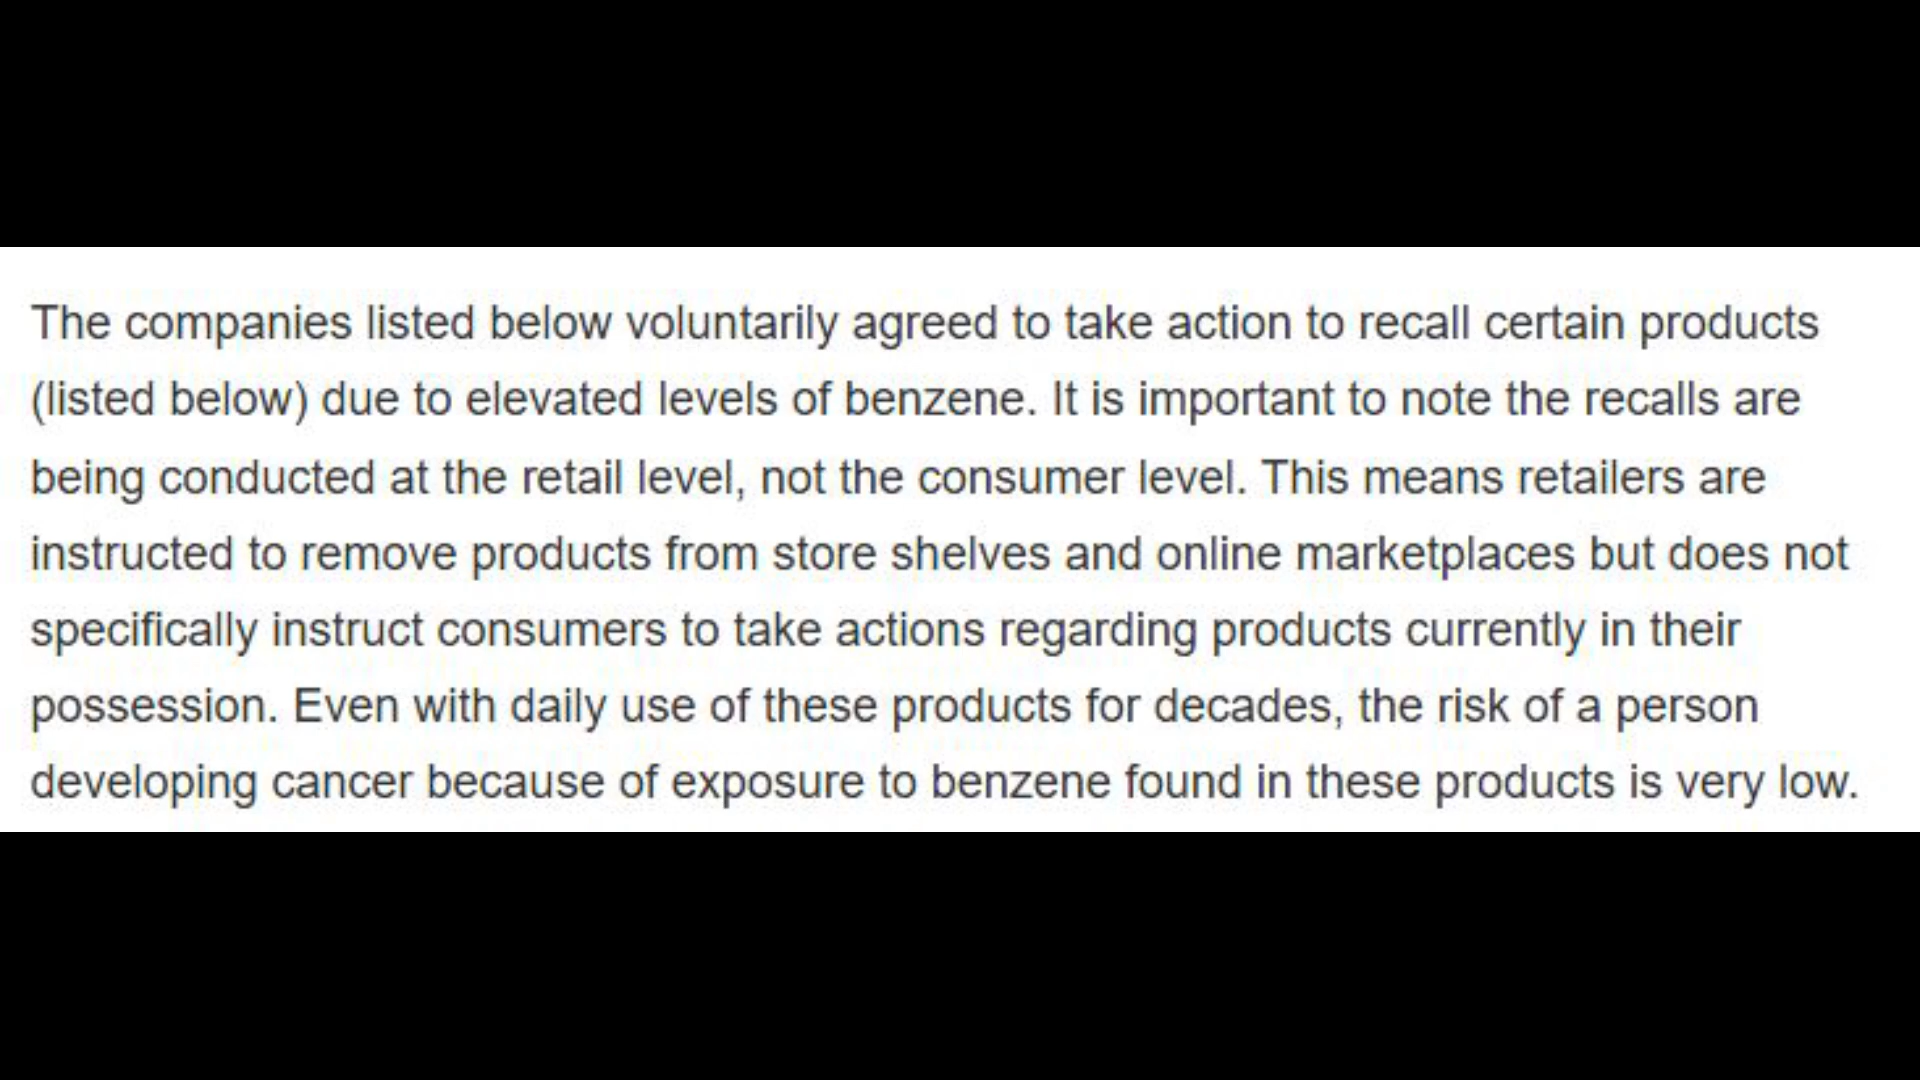 The companies listed below voluntarily agreed to take action to recall certain products
(listed below) due to elevated levels of benzene. It is important to note the recalls are
being conducted at the retail level, not the consumer level. This means retailers are
instructed to remove products from store shelves and online marketplaces but does not
specifically instruct consumers to take actions regarding products currently in their
possession. Even with daily use of these products for decades, the risk of a person
developing cancer because of exposure to benzene found in these products is very low.